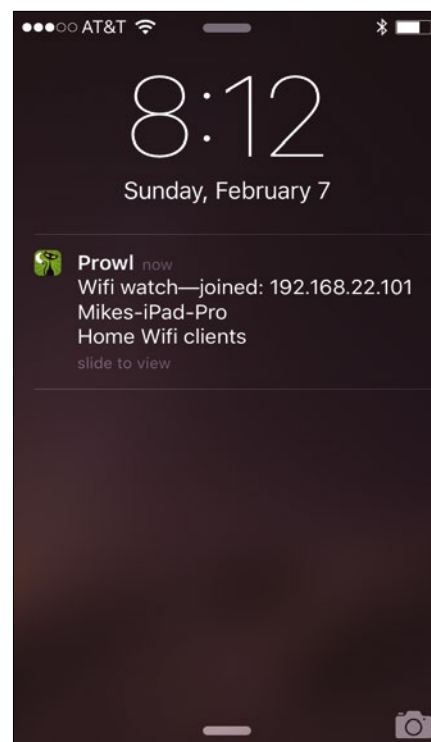 AT&T
8:12
Sunday, February 7
Prowl now
Wifi watch—joined: 192.168.22.101
Mikes-iPad-Pro
Home Wifi clients
slide to view